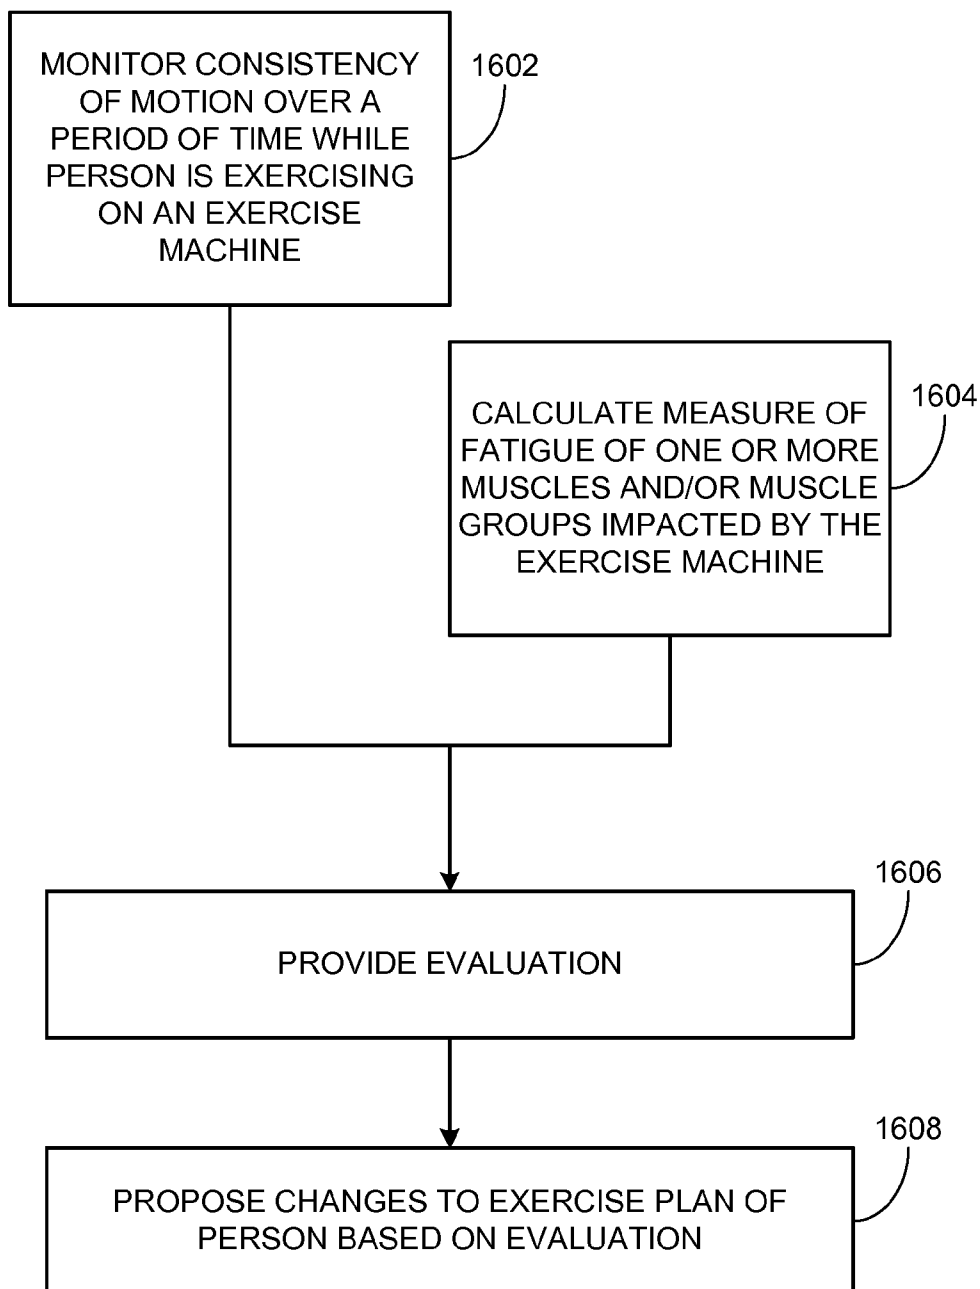 MONITOR CONSISTENCY
OF MOTION OVER A
PERIOD OF TIME WHILE
PERSON IS EXERCISING
ON AN EXERCISE
MACHINE
1602
CALCULATE MEASURE OF
FATIGUE OF ONE OR MORE
MUSCLES AND/OR MUSCLE
GROUPS IMPACTED BY THE
EXERCISE MACHINE
1604
PROVIDE EVALUATION
1606
PROPOSE CHANGES TO EXERCISE PLAN OF
PERSON BASED ON EVALUATION
1608